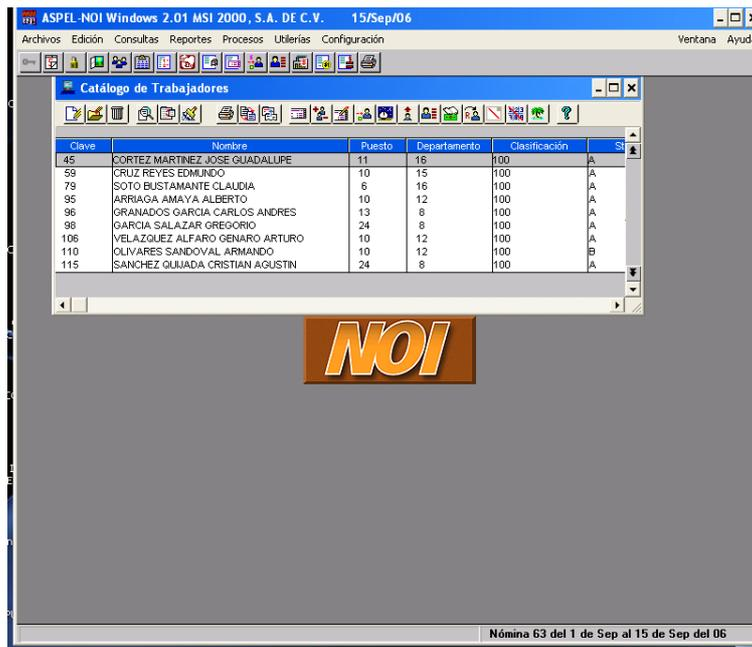 ASPEL-NOI Windows 2.01 MSI 2000, S.A. DE C.V. 15/Sep/06
Archivos Edición Consultas Reportes Procesos Utilerías Configuración Ventana Ayud
Catálogo de Trabajadores
Clave Nombre Puesto Departamento Clasificación St
45 CORTEZ MARTINEZ JOSE GUADALUPE 11 16 100 A
59 CRUZ REYES EDMUNDO 10 15 100 A
79 SOTO BUSTAMANTE CLAUDIA 6 16 100 A
95 ARRIAGA AMAYA ALBERTO 10 12 100 A
96 GRANADOS GARCIA CARLOS ANDRES 13 8 100 A
98 GARCIA SALAZAR GREGORIO 24 8 100 A
106 VELAZQUEZ ALFARO GENARO ARTURO 10 12 100 A
110 OLIVARES SANDOVAL ARMANDO 10 12 100 B
115 SANCHEZ QUIJADA CRISTIAN AGUSTIN 24 8 100 A
NOI
Nómina 63 del 1 de Sep al 15 de Sep del 06